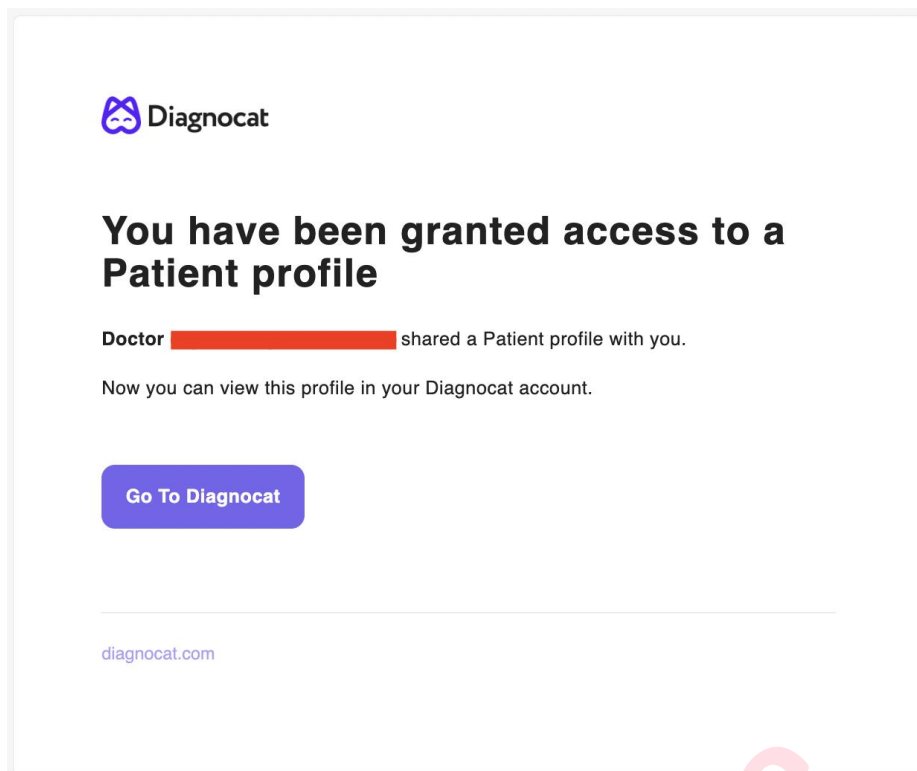 Diagnocat
You have been granted access to a
Patient profile
Doctor shared a Patient profile with you.
Now you can view this profile in your Diagnocat account.
Go To Diagnocat
diagnocat.com